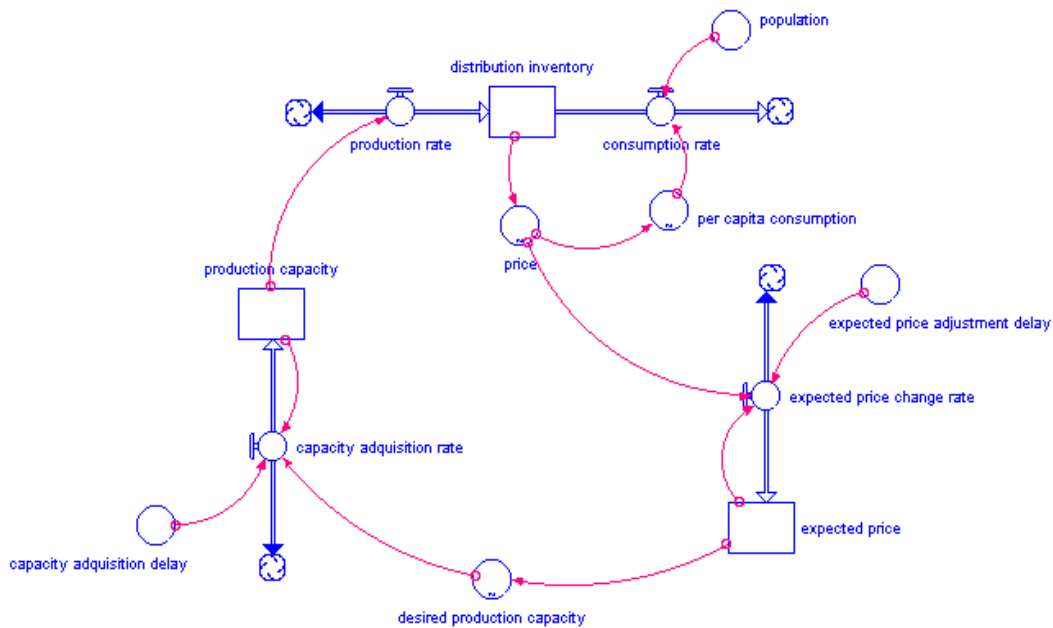 population
distribution inventory
production rate
consumption rate
per capita consumption
price
production capacity
expected price adjustment delay
expected price change rate
capacity adquisition rate
expected price
capacity adquisition delay
desired production capacity